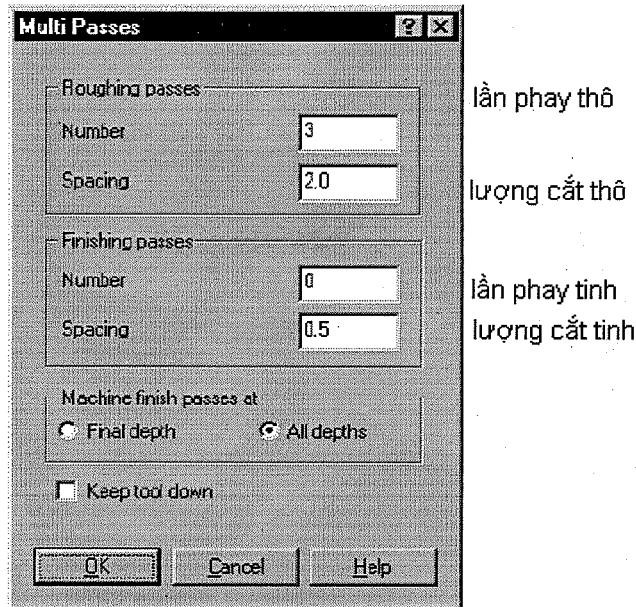 Multi Passes
Roughing passes
lần phay thô
Number 3
Spacing 2.0
lượng cắt thô
Finishing passes
Number 0
lần phay tinh
Spacing 0.5
lượng cắt tinh
Machine finish passes at
Final depth All depths
Keep tool down
OK Cancel Help